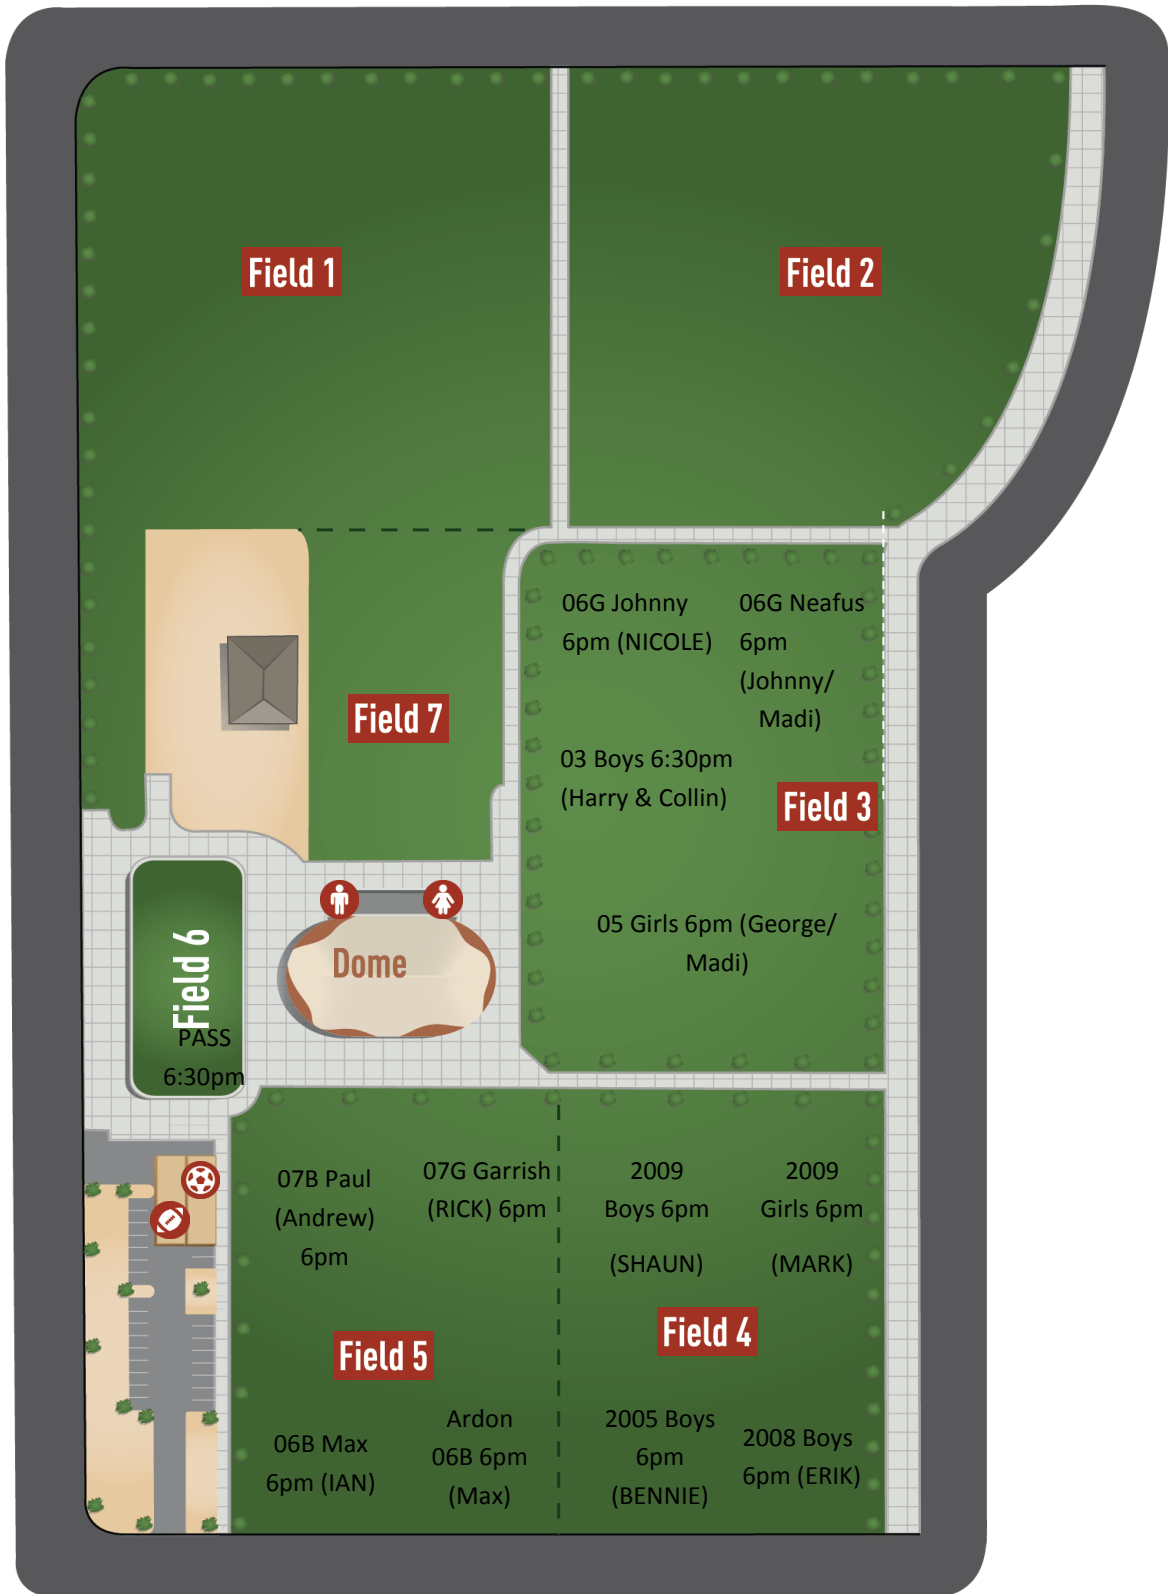 Field 1
Field 2
06G Johnny
6pm (NICOLE)
06G Neafus
6pm
(Johnny/
Madi)
Field 7
03 Boys 6:30pm
(Harry & Collin)
Field 3
05 Girls 6pm (George/
Madi)
Dome
Field 6
PASS
6:30pm
07B Paul
(Andrew)
6pm
07G Garrish
(RICK) 6pm
2009
Boys 6pm
(SHAUN)
2009
Girls 6pm
(MARK)
Field 5
Field 4
06B Max
6pm (IAN)
Ardon
06B 6pm
(Max)
2005 Boys
6pm
(BENNIE)
2008 Boys
6pm (ERIK)